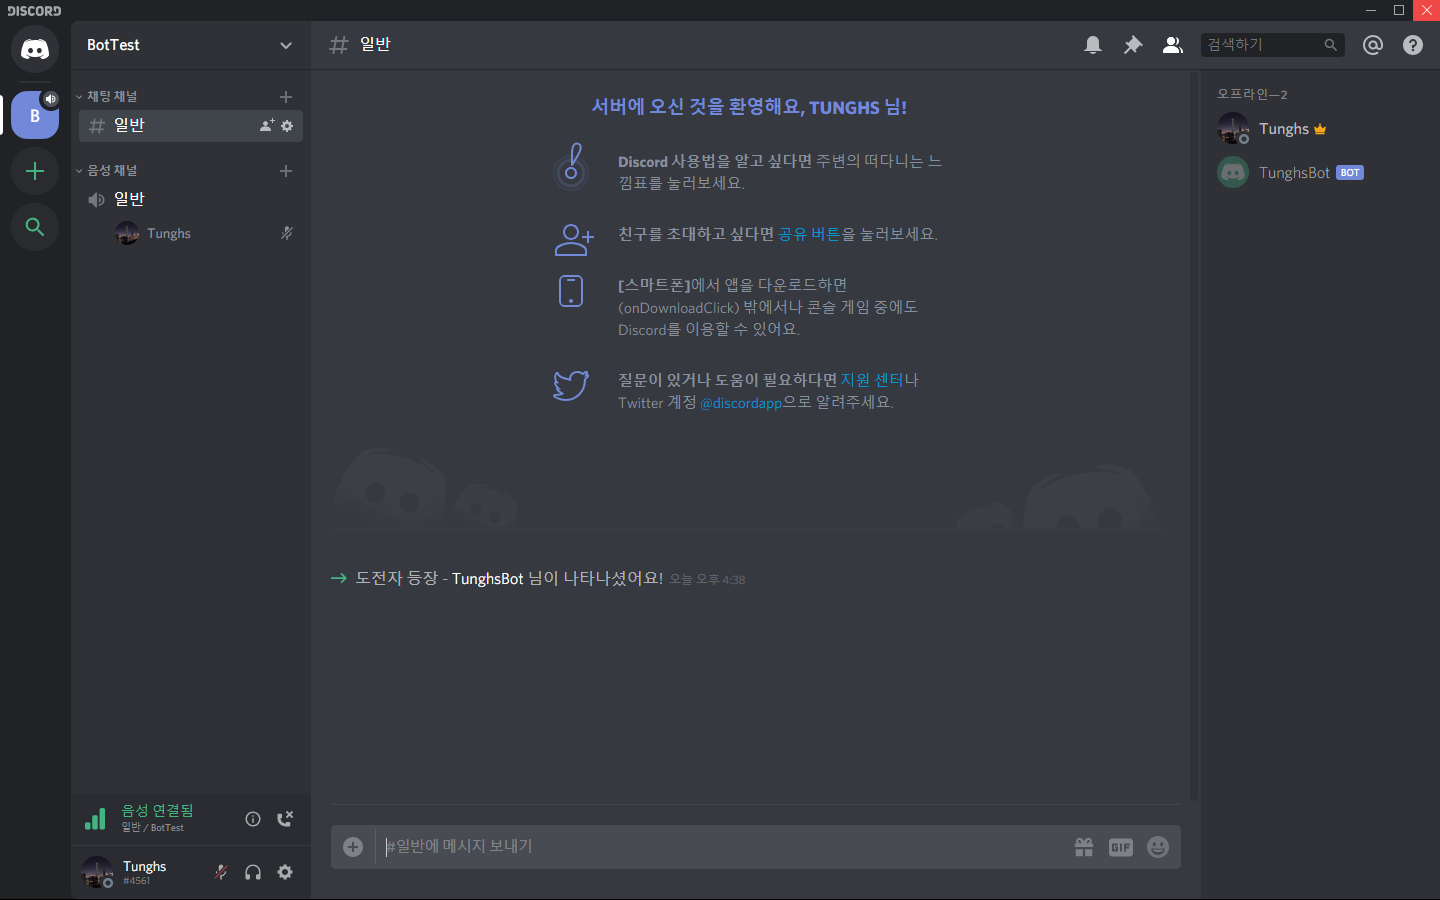 DISCORD
BotTest
일반
검색하기
B
채팅 채널
일반
음성 채널
일반
Tunghs
서버에 오신 것을 환영해요, TUNGHS 님!
Discord 사용법을 알고 싶다면 주변의 떠다니는 느
낌표를 눌러보세요.
친구를 초대하고 싶다면 공유 버튼을 눌러보세요.
[스마트폰]에서 앱을 다운로드하면
(onDownloadClick) 밖에서나 콘솔 게임 중에도
Discord를 이용할 수 있어요.
질문이 있거나 도움이 필요하다면 지원 센터나
Twitter 계정 @discordapp으로 알려주세요.
도전자 등장 - TunghsBot 님이 나타나셨어요! 오늘 오후 4:38
오프라인—2
Tunghs
TunghsBot BOT
음성 연결됨
일반 / BotTest
Tunghs
#4561
#일반에 메시지 보내기
GIF